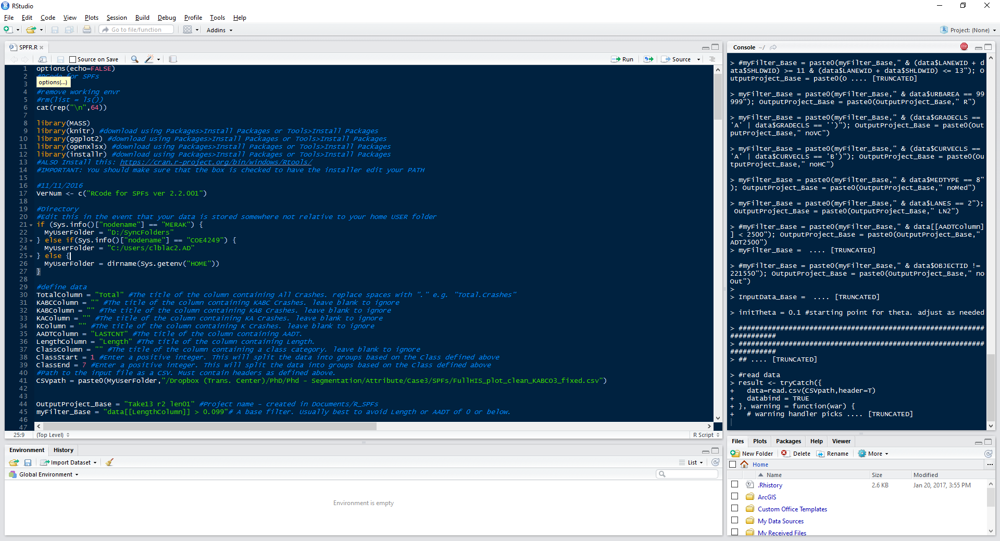 RStudio
File Edit Code View Plots Session Build Debug Profile Tools Help
Go to file/function Addins Project: (None)
SPFR.R
Source on Save Run Source
1 options(echo=FALSE)
2 #RCode for SPFs
options(...)
3
4 #remove working envr
5 #rm(list = ls())
6 cat(rep("\n",64))
7
8 library(MASS)
9 library(knitr) #download using Packages>Install Packages or Tools>Install Packages
10 library(ggplot2) #download using Packages>Install Packages or Tools>Install Packages
11 library(openxlsx) #download using Packages>Install Packages or Tools>Install Packages
12 library(installr) #download using Packages>Install Packages or Tools>Install Packages
13 #ALSO Install this: https://cran.r-project.org/bin/windows/Rtools/
14 #IMPORTANT: You should make sure that the box is checked to have the installer edit your PATH
15
16 #11/11/2016
17 VerNum <- c("RCode for SPFs ver 2.2.001")
18
19 #Directory
20 #Edit this in the event that your data is stored somewhere not relative to your home USER folder
21 if (Sys.info()["nodename"] == "MERAK") {
22 MyUserFolder = "D:/SyncFolders"
23 } else if(Sys.info()["nodename"] == "COE4249") {
24 MyUserFolder = "C:/Users/clblac2.AD"
25 } else {
26 MyUserFolder = dirname(Sys.getenv("HOME"))
27 }
28
29 #define data
30 TotalColumn = "Total" #The title of the column containing All Crashes. replace spaces with "." e.g. "Total.Crashes"
31 KABCColumn = "" #The title of the column containing KABC Crashes. leave blank to ignore
32 KABColumn = "" #The title of the column containing KAB Crashes. leave blank to ignore
33 KAColumn = "" #The title of the column containing KA Crashes. leave blank to ignore
34 KColumn = "" #The title of the column containing K Crashes. leave blank to ignore
35 AADTColumn = "LASTCNT" #The title of the column containing AADT.
36 LengthColumn = "Length" #The title of the column containing Length.
37 ClassColumn = "" #The title of the column containing a class category. leave blank to ignore
38 ClassStart = 1 #Enter a positive integer. This will split the data into groups based on the Class defined above
39 ClassEnd = 7 #Enter a positive integer. This will split the data into groups based on the Class defined above
40 #Path to the input file as a CSV. Must contain headers as defined above.
41 CSVpath = paste0(MyUserFolder,"/Dropbox (Trans. Center)/PhD/Phd - Segmentation/Attribute/Case3/SPFs/FullHIS_plot_clean_KABCO3_fixed.csv")
42
43
44 OutputProject_Base = "Take13 r2 len01" #Project name - created in Documents/R_SPFs
45 myFilter_Base = "data[[LengthColumn]] > 0.099"# A base filter. Usually best to avoid Length or AADT of 0 or below.
46
47
25:9 (Top Level) R Script
Environment History
Import Dataset List
Global Environment
Environment is empty
Console ~/
> #myFilter_Base = paste0(myFilter_Base," & (data$LANEWID + d
ata$SHLDWID) >= 11 & (data$LANEWID + data$SHLDWID) <= 13"); O
utputProject_Base = paste0(O .... [TRUNCATED]
> myFilter_Base = paste0(myFilter_Base," & data$URBAREA == 99
999"); OutputProject_Base = paste0(OutputProject_Base," R")
> myFilter_Base = paste0(myFilter_Base," & (data$GRADECLS ==
'A' | data$GRADECLS == '')"); OutputProject_Base = paste0(Out
putProject_Base," noVC")
> myFilter_Base = paste0(myFilter_Base," & (data$CURVECLS ==
'A' | data$CURVECLS == 'B')"); OutputProject_Base = paste0(Ou
tputProject_Base," noHC")
> myFilter_Base = paste0(myFilter_Base," & data$MEDTYPE == 8"
); OutputProject_Base = paste0(OutputProject_Base," noMed")
> myFilter_Base = paste0(myFilter_Base," & data$LANES == 2");
OutputProject_Base = paste0(OutputProject_Base," LN2")
> #myFilter_Base = paste0(myFilter_Base," & data[[AADTColumn]
] < 2500"); OutputProject_Base = paste0(OutputProject_Base,"
ADT2500")
> myFilter_Base = .... [TRUNCATED]
> #myFilter_Base = paste0(myFilter_Base," & data$OBJECTID !=
221550"); OutputProject_Base = paste0(OutputProject_Base," no
Out")
>
> InputData_Base = .... [TRUNCATED]
> initTheta = 0.1 #starting point for theta. adjust as needed
> ###########################################################
###########
> ###########################################################
###########
> ## .... [TRUNCATED]
> #read data
> result <- tryCatch({
+ data=read.csv(CSVpath,header=T)
+ databind = TRUE
+ }, warning = function(war) {
+ # warning handler picks .... [TRUNCATED]
Files Plots Packages Help Viewer
New Folder Delete Rename More
Home
Name Size Modified
.Rhistory 2.6 KB Jan 20, 2017, 3:55 PM
ArcGIS
Custom Office Templates
My Data Sources
My Received Files